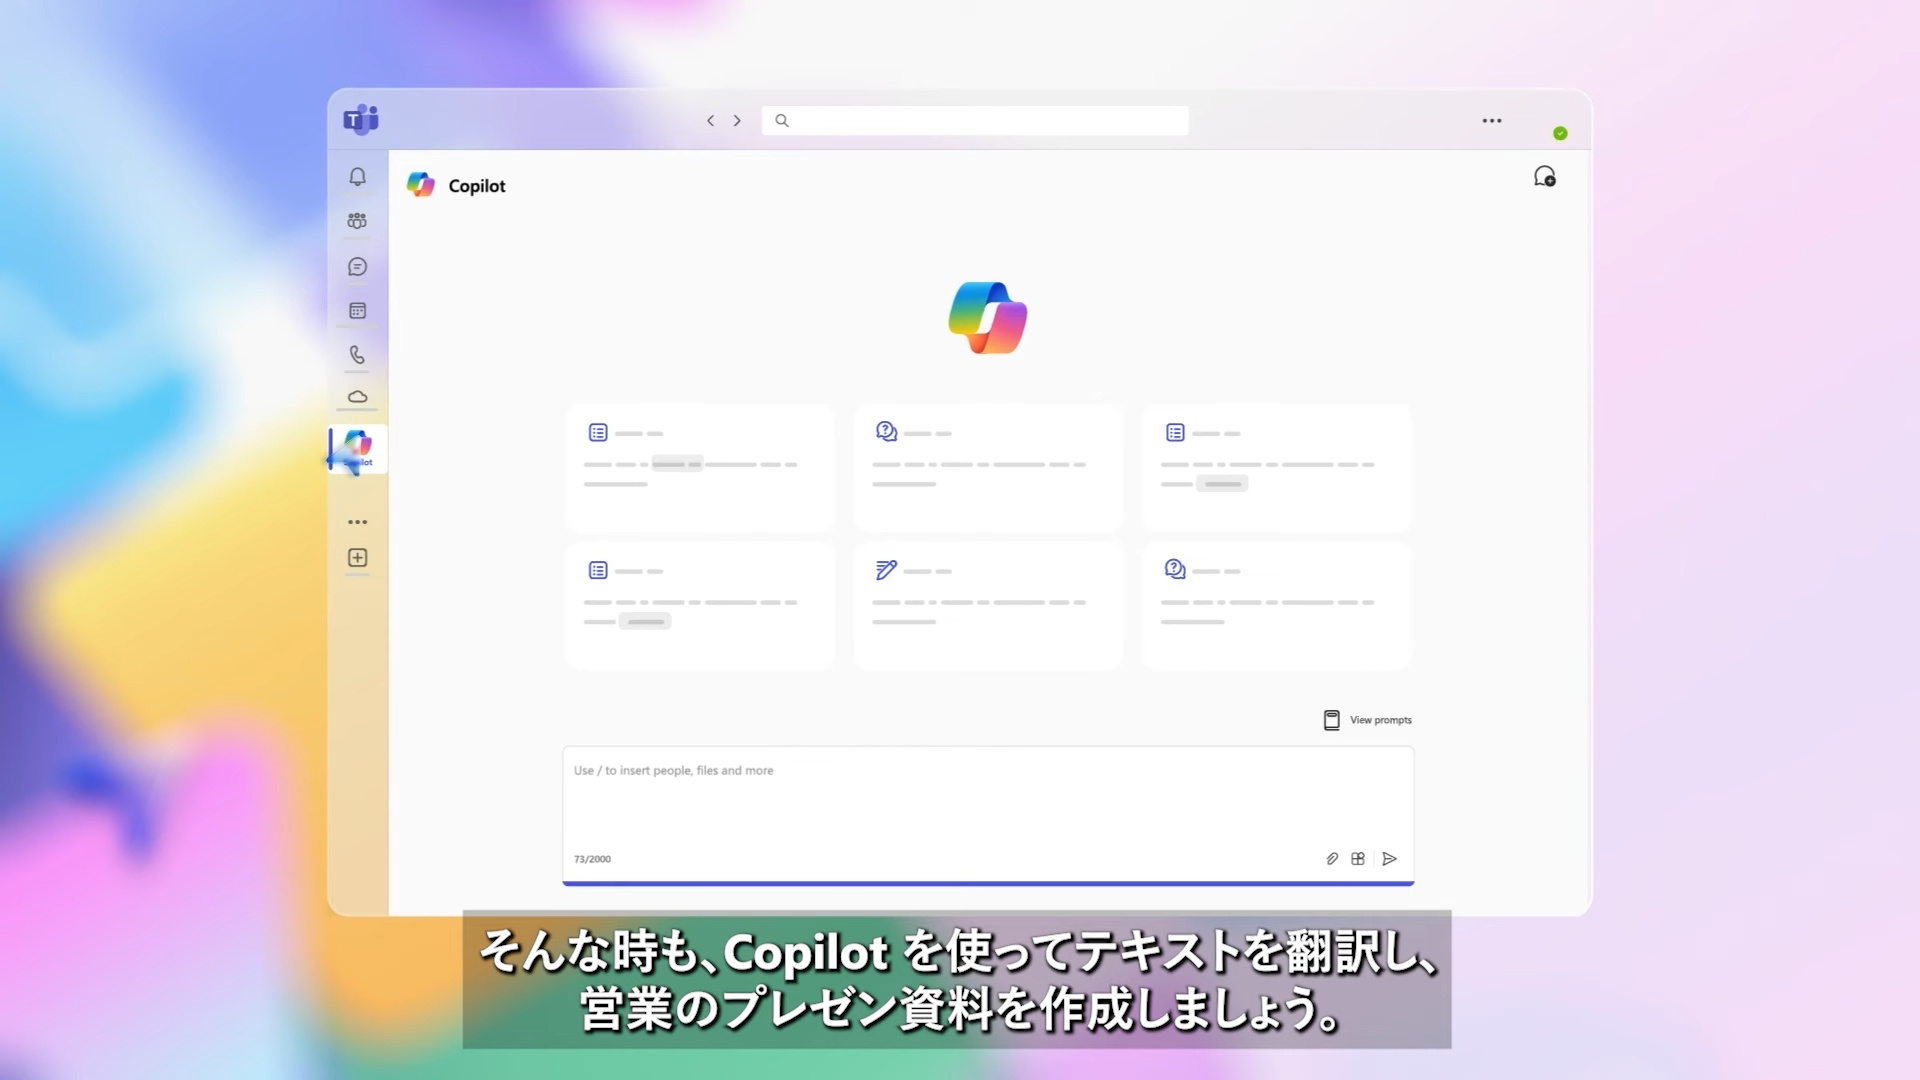 Copilot
View prompts
Use / to insert people, files and more
73/2000
そんな時も、Copilot を使ってテキストを翻訳し、
営業のプレゼン資料を作成しましょう。